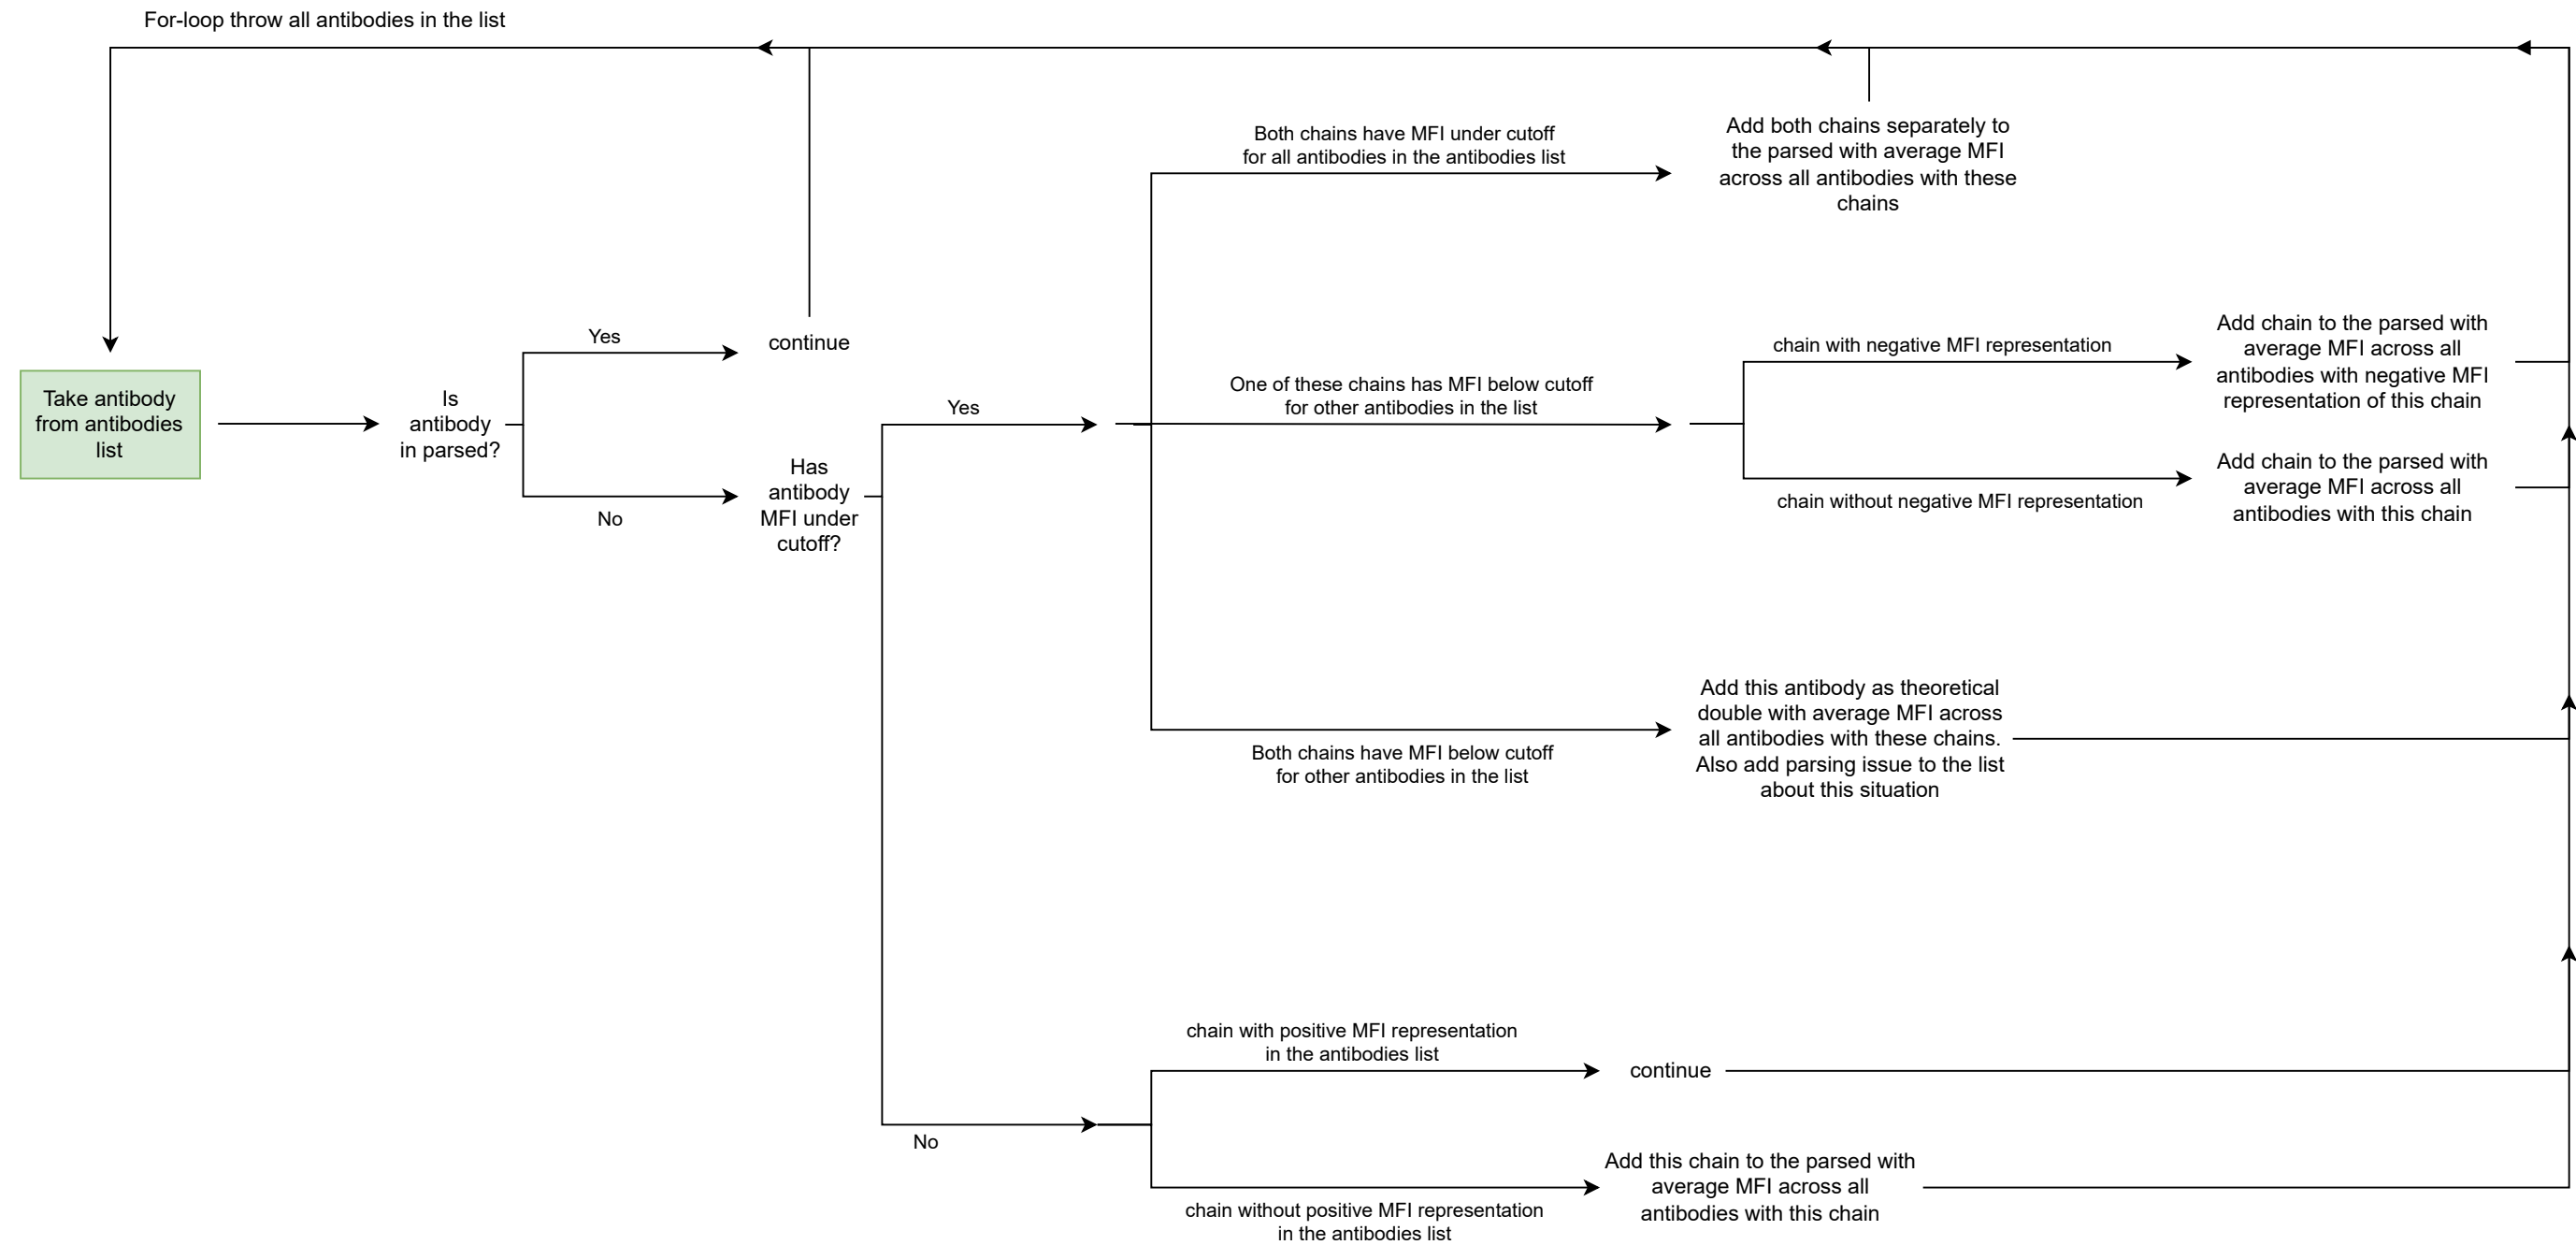 For-loop throw all antibodies in the list
Take antibody
from antibodies
list
Is
antibody
in parsed?
Yes
continue
No
Has
antibody
MFI under
cutoff?
Yes
Both chains have MFI under cutoff
for all antibodies in the antibodies list
Add both chains separately to
the parsed with average MFI
across all antibodies with these
chains
One of these chains has MFI below cutoff
for other antibodies in the list
chain with negative MFI representation
Add chain to the parsed with
average MFI across all
antibodies with negative MFI
representation of this chain
chain without negative MFI representation
Add chain to the parsed with
average MFI across all
antibodies with this chain
Both chains have MFI below cutoff
for other antibodies in the list
Add this antibody as theoretical
double with average MFI across
all antibodies with these chains.
Also add parsing issue to the list
about this situation
No
chain with positive MFI representation
in the antibodies list
continue
chain without positive MFI representation
in the antibodies list
Add this chain to the parsed with
average MFI across all
antibodies with this chain